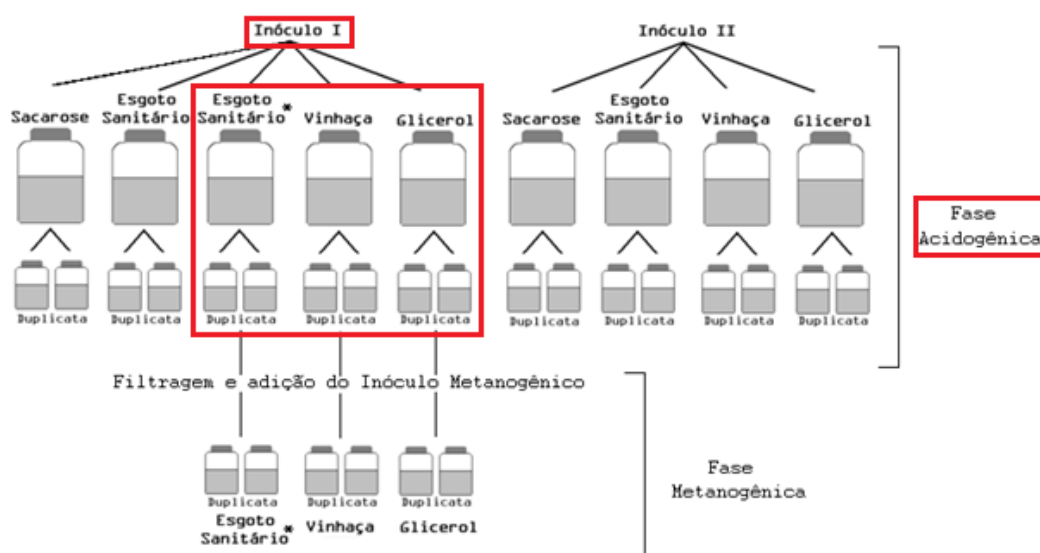 Inóculo I
Inóculo II
Sacarose
Esgoto
Sanitário
Esgoto
Sanitário*
Vinhaça
Glicerol
Sacarose
Esgoto
Sanitário
Vinhaça
Glicerol
Fase
Acidogênica
Duplicata
Duplicata
Duplicata
Duplicata
Duplicata
Duplicata
Duplicata
Duplicata
Duplicata
Filtragem e adição do Inóculo Metanogênico
Fase
Metanogênica
Duplicata
Duplicata
Duplicata
Esgoto
Sanitário*
Vinhaça
Glicerol